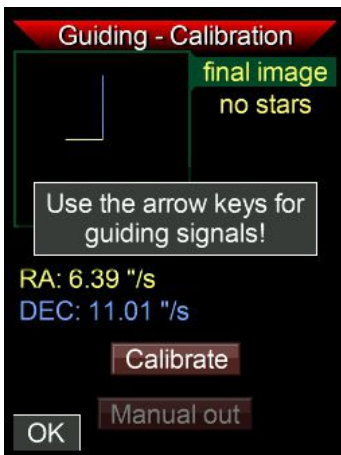 Guiding - Calibration
final image
no stars
Use the arrow keys for
guiding signals!
RA: 6.39 "/s
DEC: 11.01 "/s
Calibrate
Manual out
OK